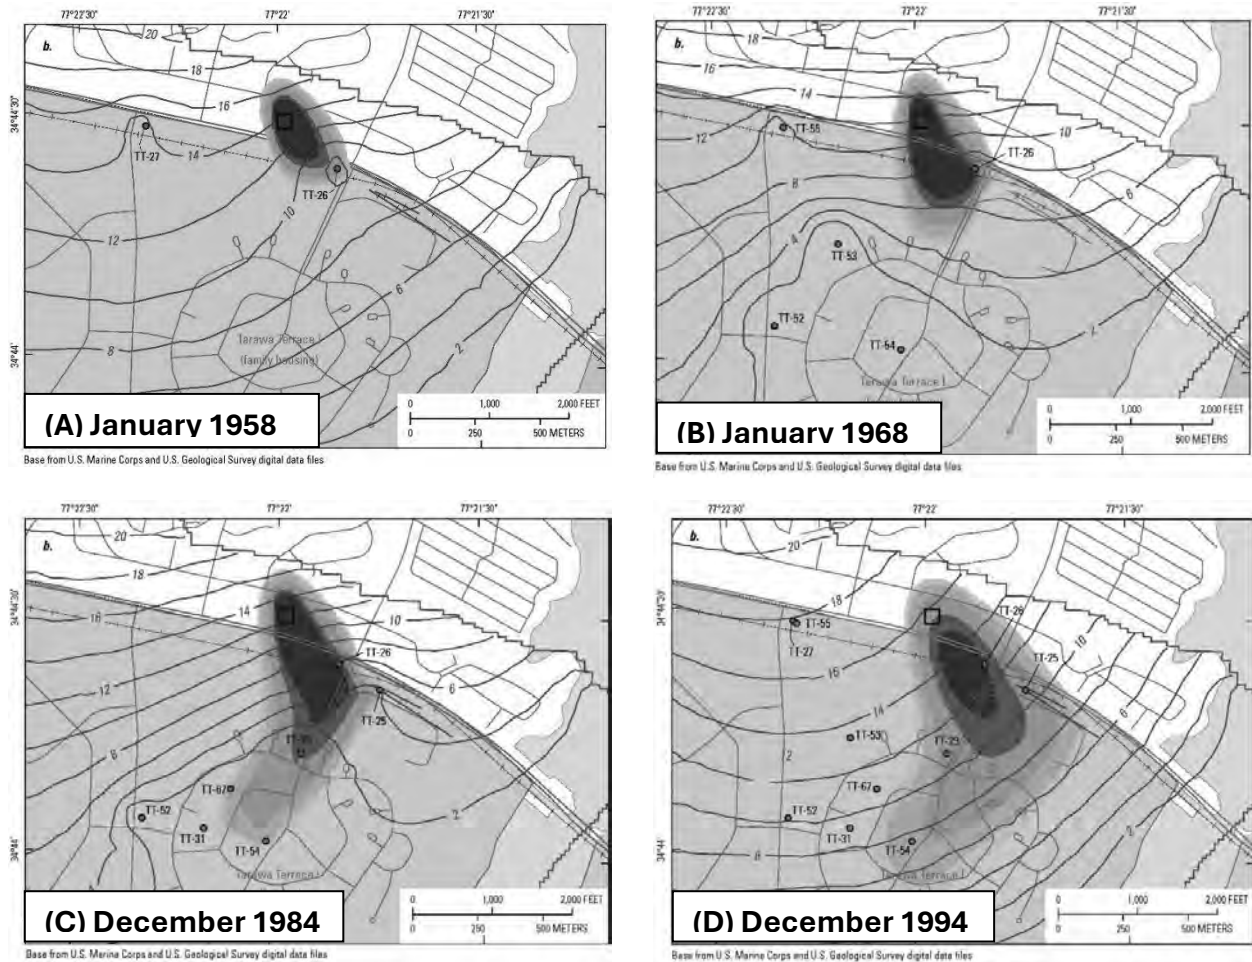 77°22'30"
77°22'
77°21'30"
b.
20
18
16
34°44'30"
TT-27
14
TT-26
10
12
6
8
Tarawa Terrace I
(family housing)
2
34°44'
0 1,000 2,000 FEET
0 250 500 METERS
(A) January 1958
Base from U.S. Marine Corps and U.S. Geological Survey digital data files
77°22'30"
77°22'
77°21'30"
b.
18
16
14
12
TT-55
10
TT-26
8
6
4
TT-53
TT-52
TT-54
Tarawa Terrace I
0 1,000 2,000 FEET
0 250 500 METERS
(B) January 1968
Base from U.S. Marine Corps and U.S. Geological Survey digital data files
77°22'30"
77°22'
77°21'30"
b.
20
18
14
34°44'30"
16
10
TT-26
12
6
TT-25
8
TT-67
2
TT-52
TT-31
TT-54
34°44'
Tarawa Terrace I
0 1,000 2,000 FEET
0 250 500 METERS
(C) December 1984
Base from U.S. Marine Corps and U.S. Geological Survey digital data files
77°22'30"
77°22'
77°21'30"
b.
20
18
34°44'30"
TT-26
TT-55
TT-27
10
16
TT-25
14
6
TT-53
2
TT-67
TT-52
TT-31
2
8
TT-54
34°44'
Tarawa Terrace I
0 1,000 2,000 FEET
0 250 500 METERS
(D) December 1994
Base from U.S. Marine Corps and U.S. Geological Survey digital data files